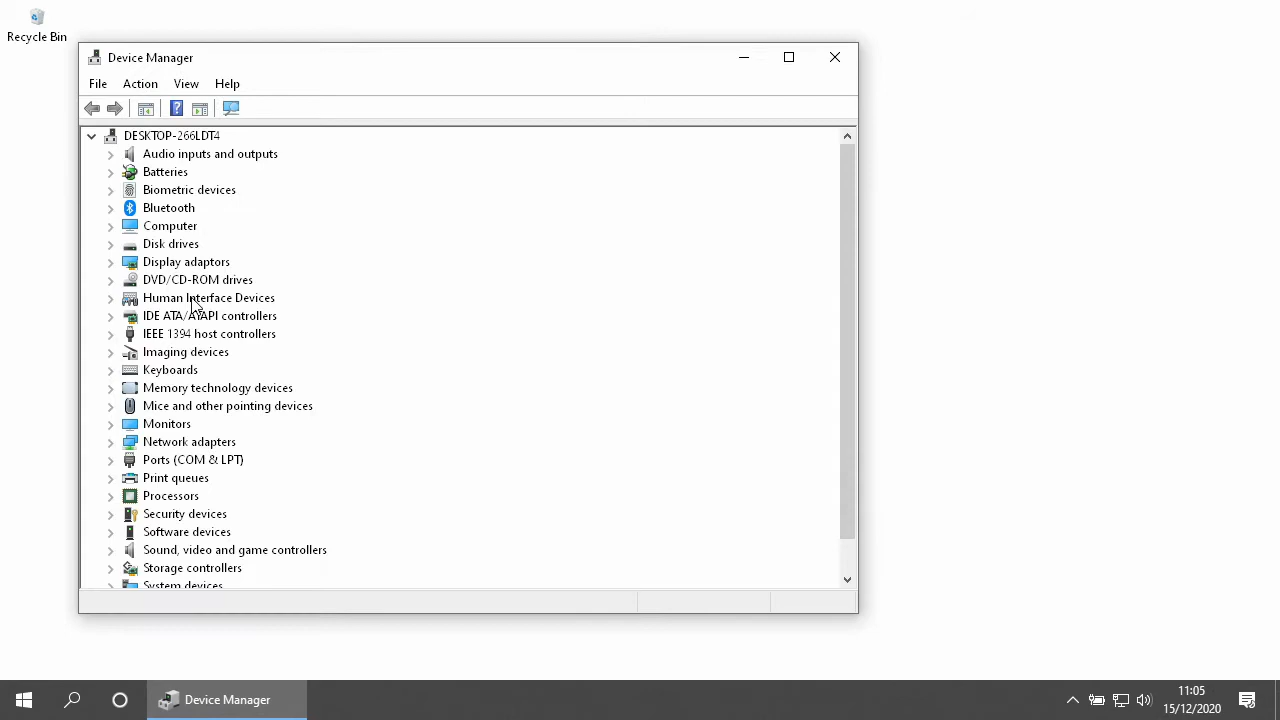 Recycle Bin
Device Manager
File Action View Help
DESKTOP-266LDT4
Audio inputs and outputs
Batteries
Biometric devices
Bluetooth
Computer
Disk drives
Display adaptors
DVD/CD-ROM drives
Human Interface Devices
IDE ATA/ATAPI controllers
IEEE 1394 host controllers
Imaging devices
Keyboards
Memory technology devices
Mice and other pointing devices
Monitors
Network adapters
Ports (COM & LPT)
Print queues
Processors
Security devices
Software devices
Sound, video and game controllers
Storage controllers
System devices
Device Manager
11:05
15/12/2020